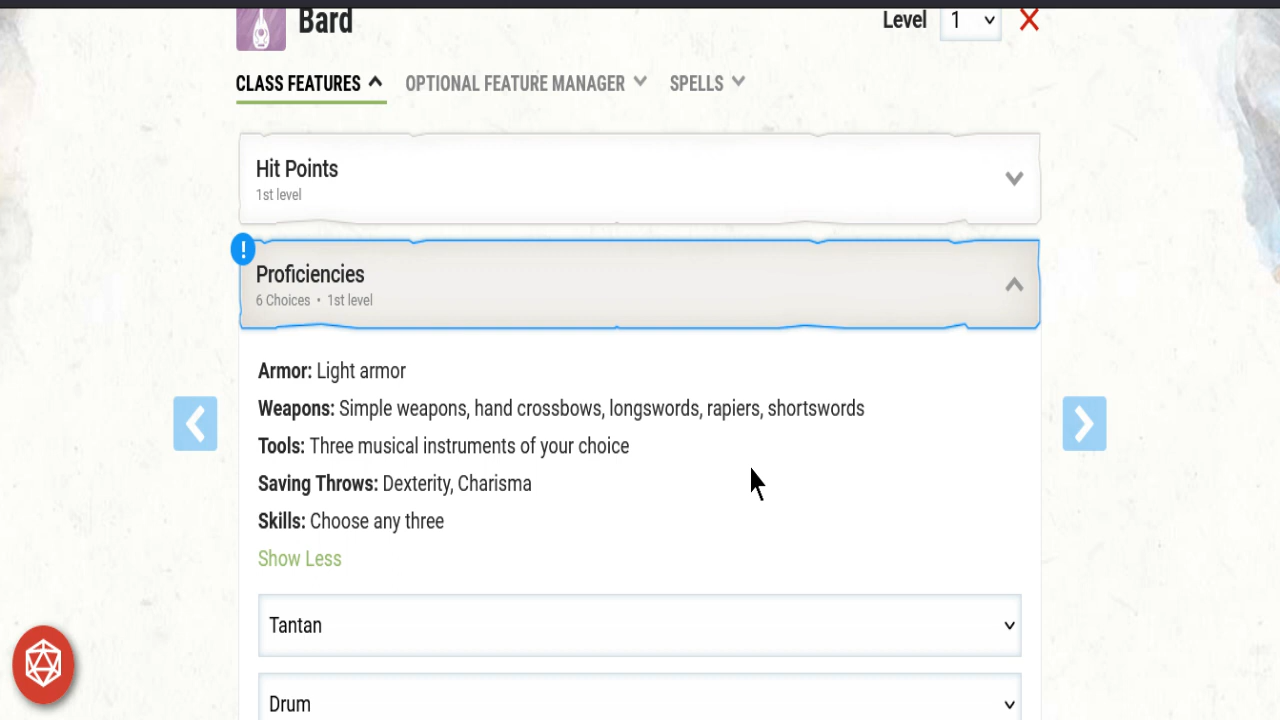 Bard
Level 1
CLASS FEATURES OPTIONAL FEATURE MANAGER SPELLS
Hit Points
1st level
!
Proficiencies
6 Choices • 1st level
Armor: Light armor
Weapons: Simple weapons, hand crossbows, longswords, rapiers, shortswords
Tools: Three musical instruments of your choice
Saving Throws: Dexterity, Charisma
Skills: Choose any three
Show Less
Tantan
Drum